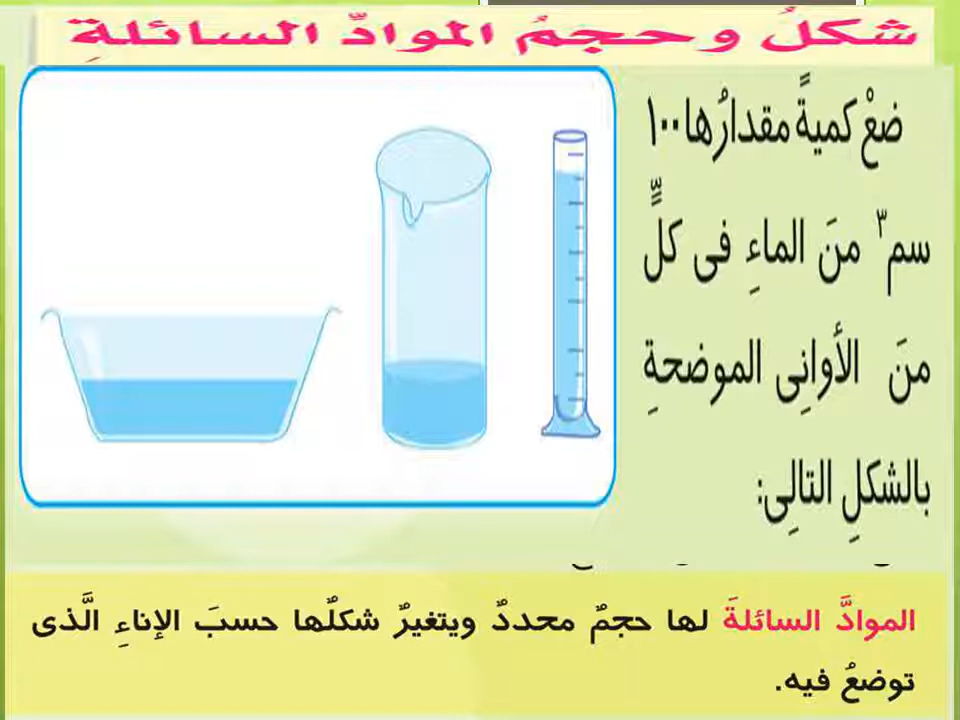 شكلُ وحجمُ الموادِّ السائلةِ
ضعْ كميةً مقدارُها ١٠٠
سم٣ منَ الماءِ فى كلٍّ
منَ الأوانِى الموضحةِ
بالشكلِ التالِى:
الموادَّ السائلةَ لها حجمٌ محددٌ ويتغيرُ شكلُها حسبَ الإناءِ الَّذى
توضعُ فيه.